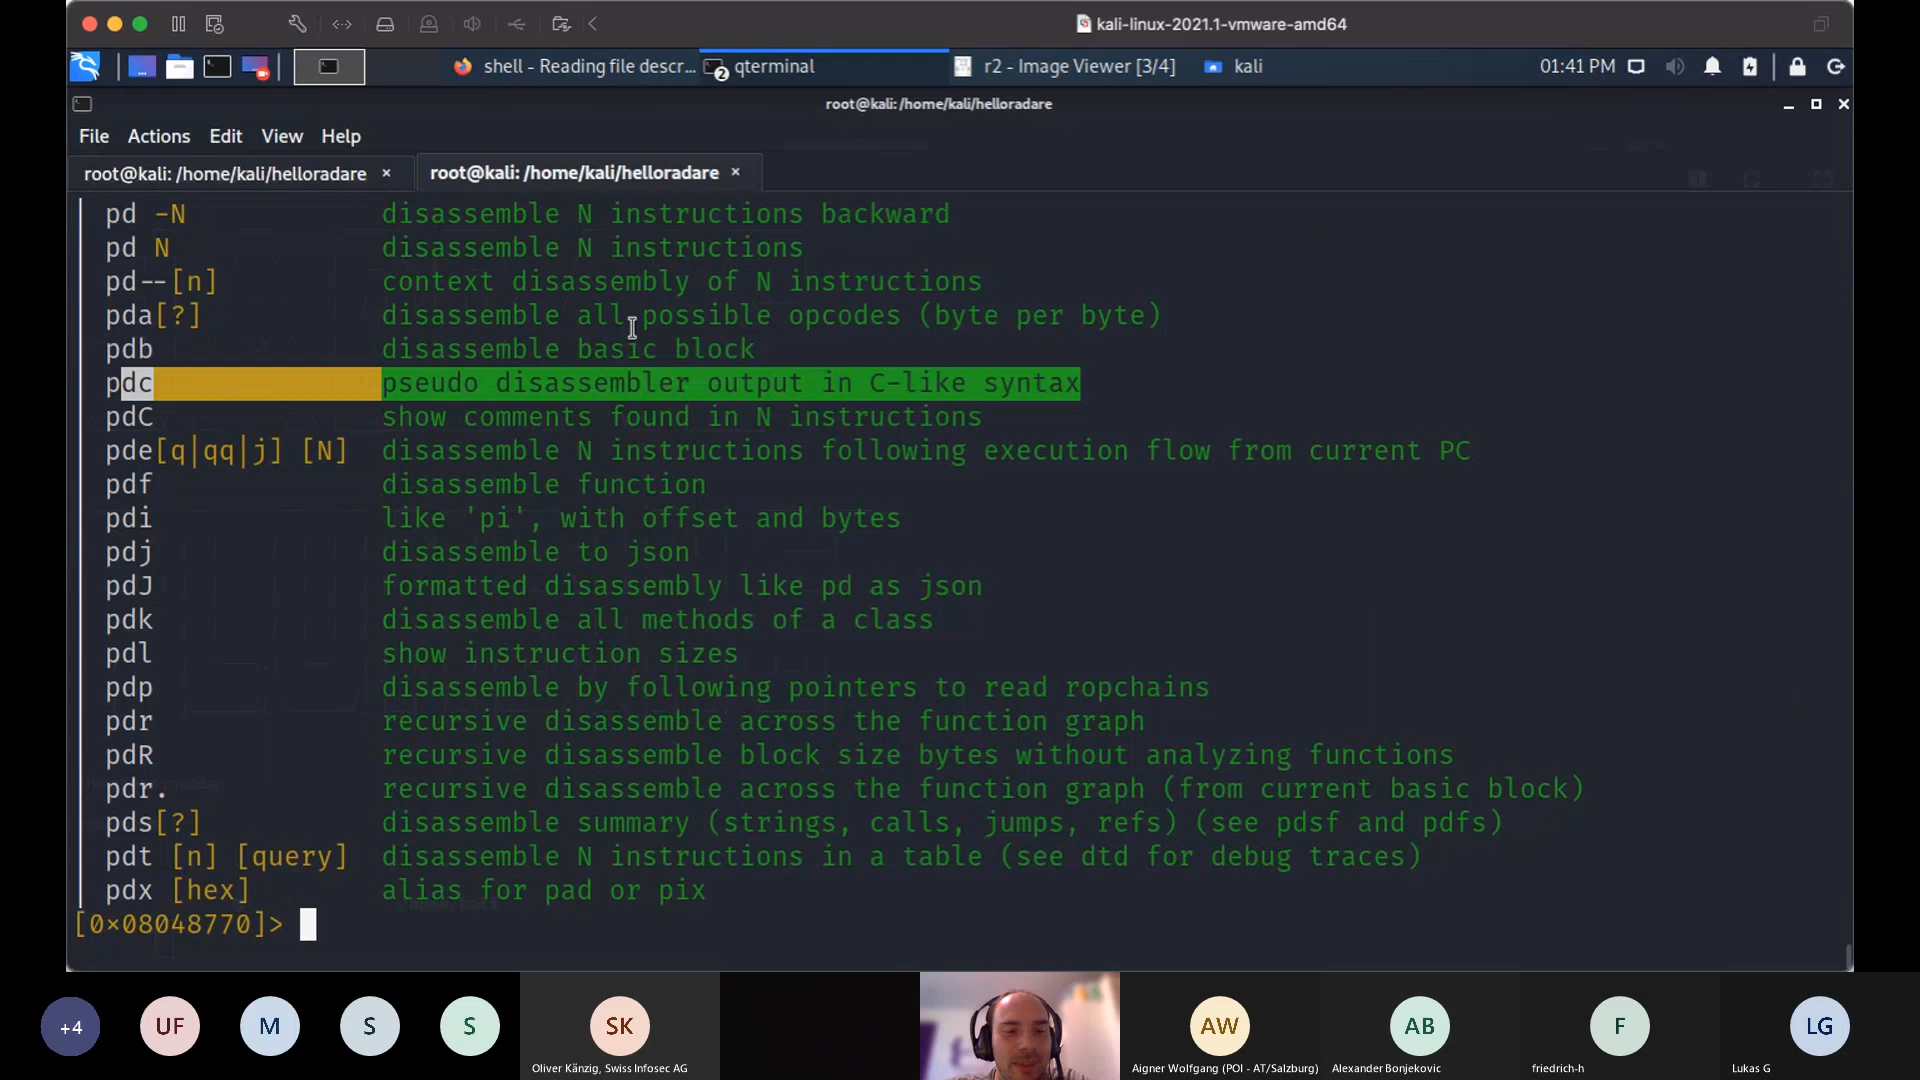 kali-linux-2021.1-vmware-amd64
shell - Reading file descr...
2
qterminal
r2 - Image Viewer [3/4]
kali
01:41 PM
root@kali: /home/kali/helloradare
File Actions Edit View Help
root@kali: /home/kali/helloradare ×
root@kali: /home/kali/helloradare ×
pd -N disassemble N instructions backward
pd N disassemble N instructions
pd--[n] context disassembly of N instructions
pda[?] disassemble all possible opcodes (byte per byte)
pdb disassemble basic block
pdc pseudo disassembler output in C-like syntax
pdC show comments found in N instructions
pde[q|qq|j] [N] disassemble N instructions following execution flow from current PC
pdf disassemble function
pdi like 'pi', with offset and bytes
pdj disassemble to json
pdJ formatted disassembly like pd as json
pdk disassemble all methods of a class
pdl show instruction sizes
pdp disassemble by following pointers to read ropchains
pdr recursive disassemble across the function graph
pdR recursive disassemble block size bytes without analyzing functions
pdr. recursive disassemble across the function graph (from current basic block)
pds[?] disassemble summary (strings, calls, jumps, refs) (see pdsf and pdfs)
pdt [n] [query] disassemble N instructions in a table (see dtd for debug traces)
pdx [hex] alias for pad or pix
[0×08048770]>
+4
UF
M
S
S
SK
Oliver Känzig, Swiss Infosec AG
AW
Aigner Wolfgang (POI - AT/Salzburg)
AB
Alexander Bonjekovic
F
friedrich-h
LG
Lukas G